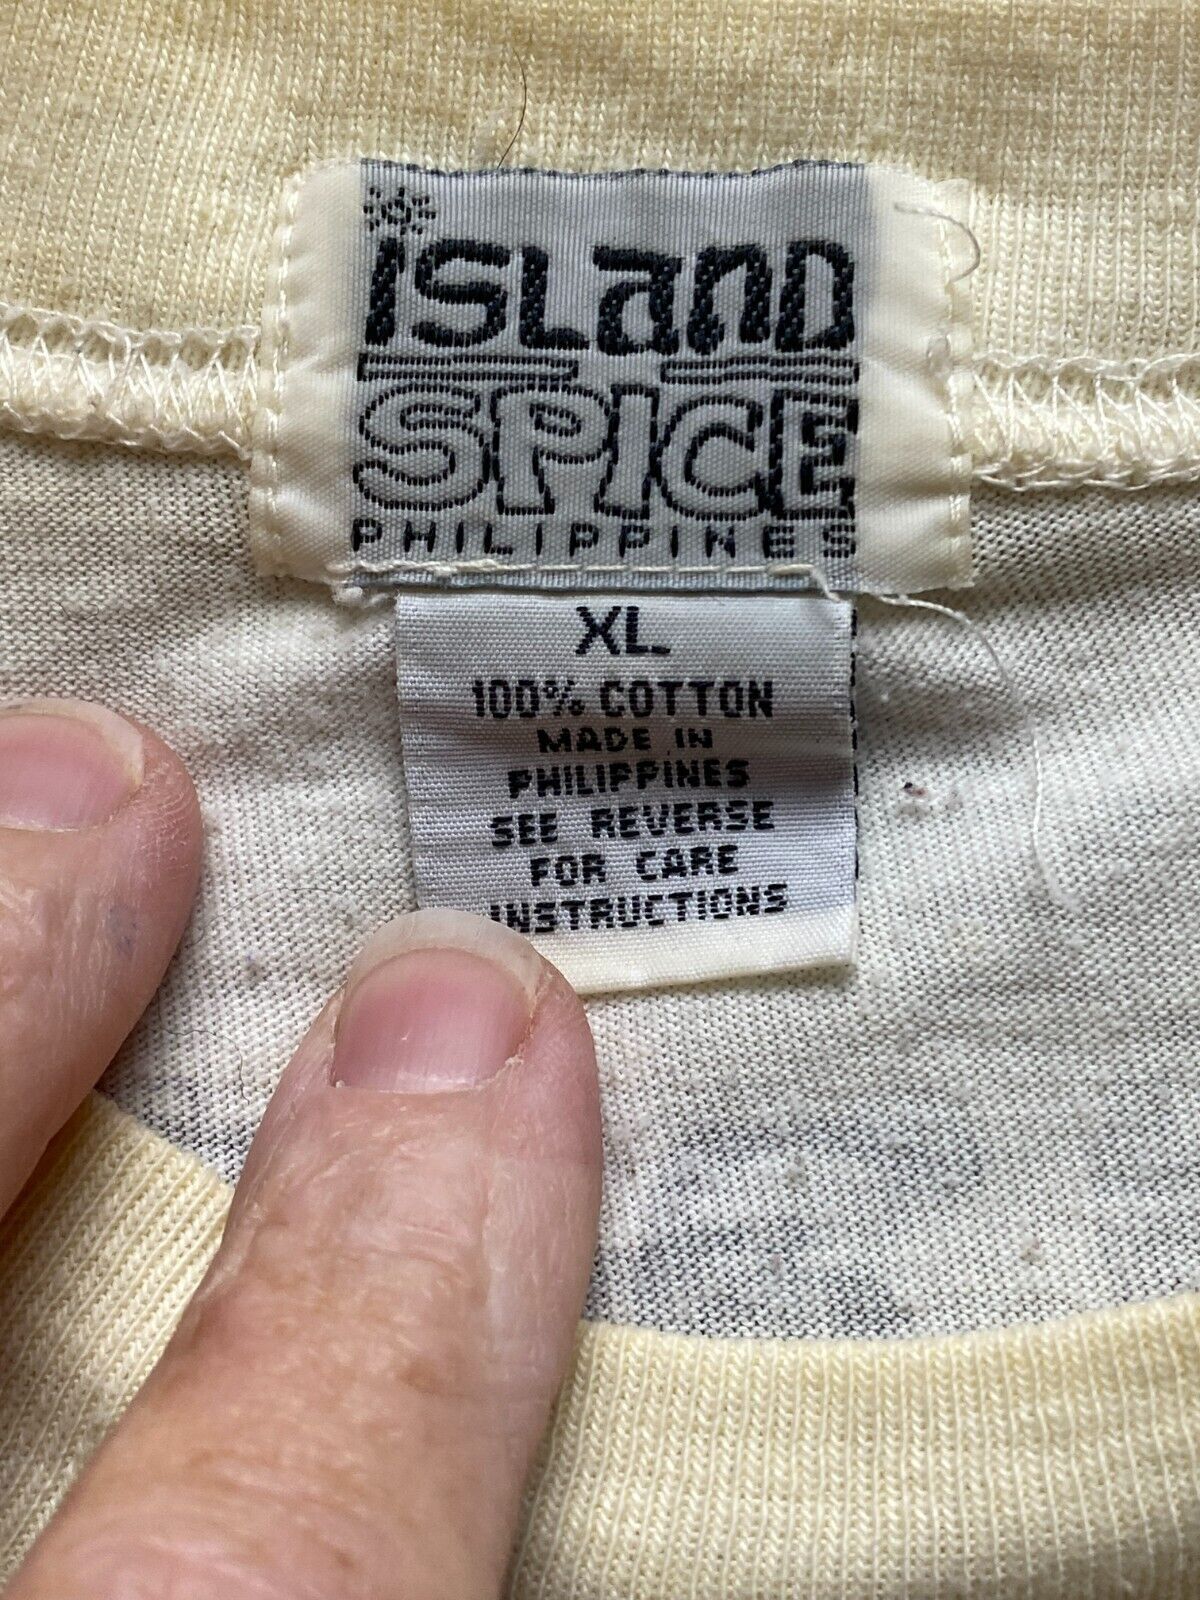 ISLAND
SPICE
PHILIPPINES
XL
100% COTTON
MADE IN
PHILIPPINES
SEE REVERSE
FOR CARE
INSTRUCTIONS